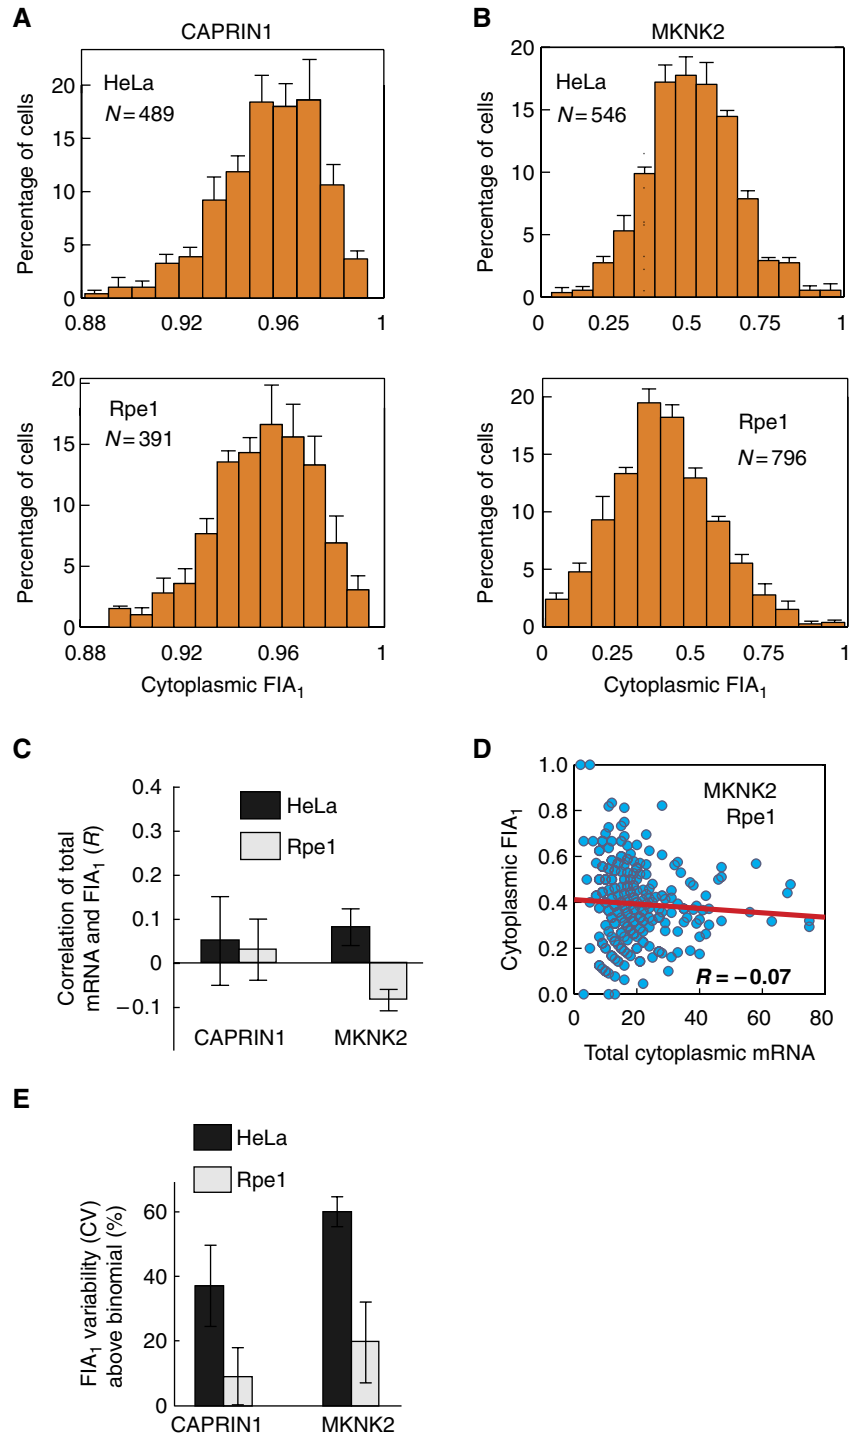 A
CAPRIN1
HeLa
N=489
Percentage of cells
20
15
10
5
0
0.88
0.92
0.96
1
Rpe1
N=391
Percentage of cells
20
15
10
5
0
0.88
0.92
0.96
1
Cytoplasmic FIA1
B
MKNK2
HeLa
N=546
Percentage of cells
20
15
10
5
0
0
0.25
0.5
0.75
1
Rpe1
N=796
Percentage of cells
20
15
10
5
0
0
0.25
0.5
0.75
1
Cytoplasmic FIA1
C
Correlation of total
mRNA and FIA1 (R)
0.4
0.3
0.2
0.1
0
−0.1
HeLa
Rpe1
CAPRIN1
MKNK2
D
Cytoplasmic FIA1
1.0
0.8
0.6
0.4
0.2
0.0
MKNK2
Rpe1
R=−0.07
0
20
40
60
80
Total cytoplasmic mRNA
E
HeLa
Rpe1
FIA1 variability (CV)
above binomial (%)
60
40
20
0
CAPRIN1
MKNK2